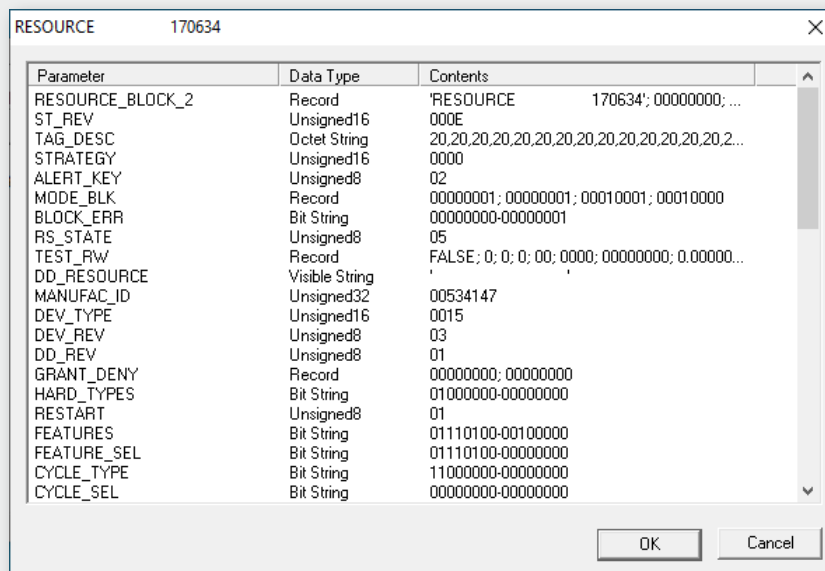 RESOURCE 170634
Parameter Data Type Contents
RESOURCE_BLOCK_2 Record 'RESOURCE 170634'; 00000000; ...
ST_REV Unsigned16 000E
TAG_DESC Octet String 20,20,20,20,20,20,20,20,20,20,20,20,20,20,2...
STRATEGY Unsigned16 0000
ALERT_KEY Unsigned8 02
MODE_BLK Record 00000001; 00000001; 00010001; 00010000
BLOCK_ERR Bit String 00000000-00000001
RS_STATE Unsigned8 05
TEST_RW Record FALSE; 0; 0; 0; 00; 0000; 00000000; 0.00000...
DD_RESOURCE Visible String ' '
MANUFAC_ID Unsigned32 00534147
DEV_TYPE Unsigned16 0015
DEV_REV Unsigned8 03
DD_REV Unsigned8 01
GRANT_DENY Record 00000000; 00000000
HARD_TYPES Bit String 01000000-00000000
RESTART Unsigned8 01
FEATURES Bit String 01110100-00100000
FEATURE_SEL Bit String 01110100-00000000
CYCLE_TYPE Bit String 11000000-00000000
CYCLE_SEL Bit String 00000000-00000000
OK Cancel